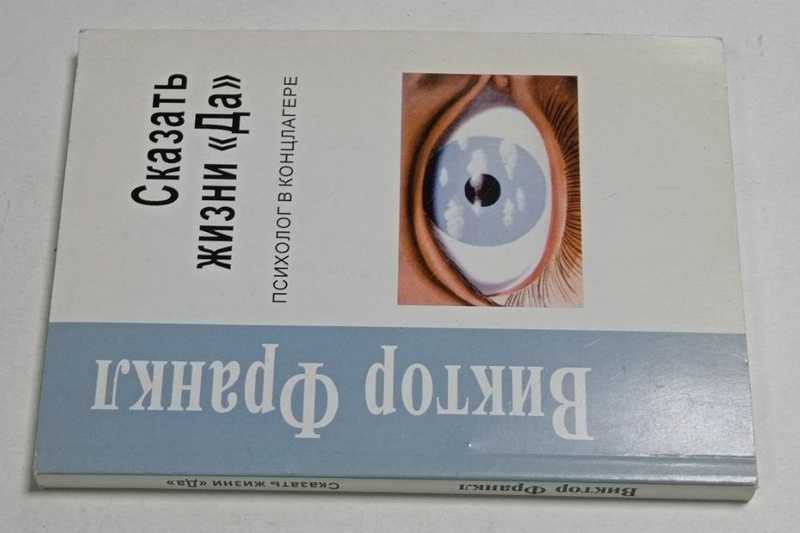 Сказать
жизни «Да»
ПСИХОЛОГ В КОНЦЛАГЕРЕ
Виктор Франкл
Виктор Франкл
Сказать жизни «Да»